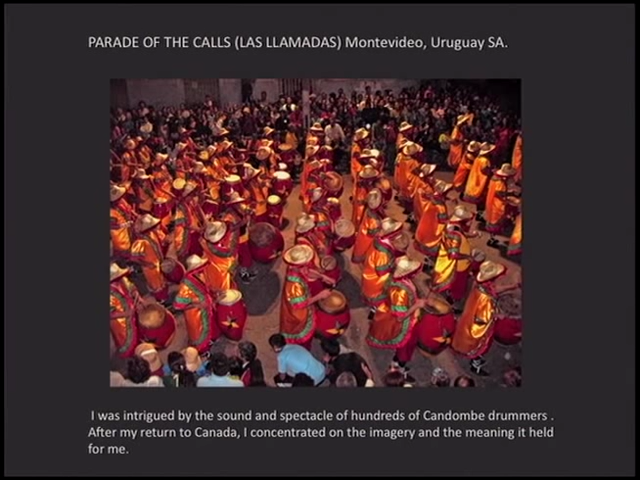 PARADE OF THE CALLS (LAS LLAMADAS) Montevideo, Uruguay SA.
I was intrigued by the sound and spectacle of hundreds of Candombe drummers .
After my return to Canada, I concentrated on the imagery and the meaning it held
for me.